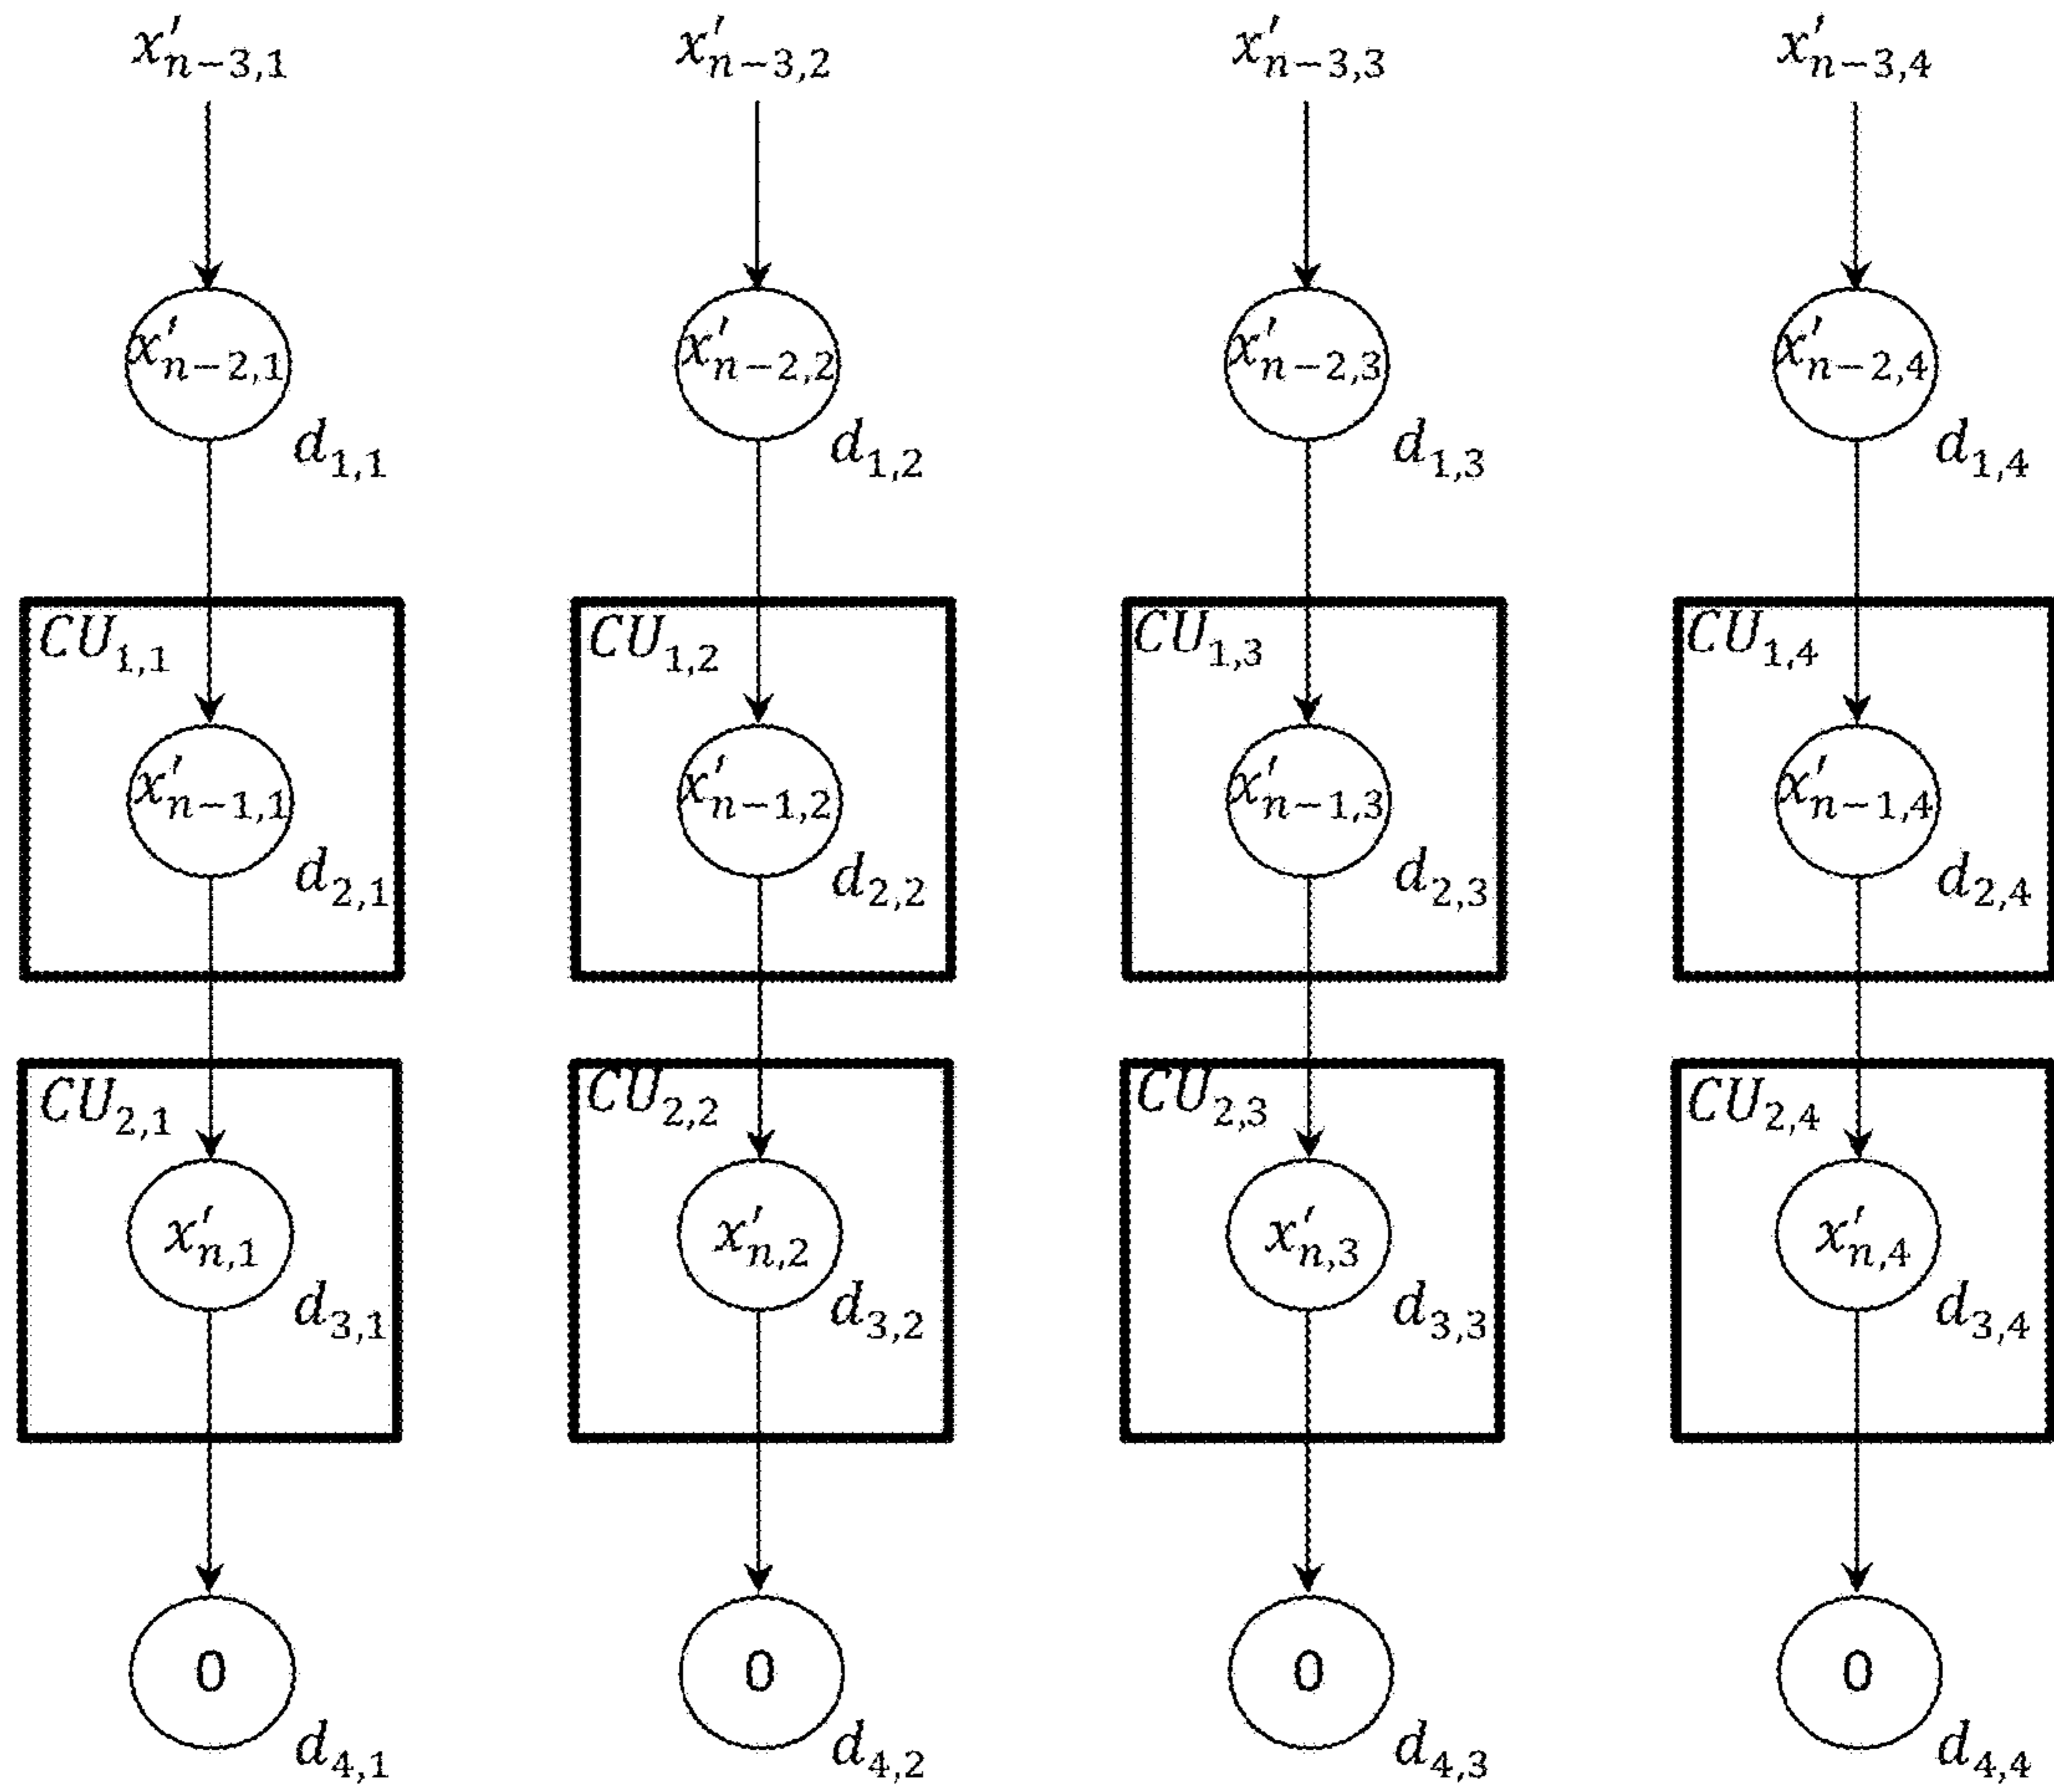 x′n−3,1 x′n−3,2 x′n−3,3 x′n−3,4
x′n−2,1 x′n−2,2 x′n−2,3 x′n−2,4
d1,1 d1,2 d1,3 d1,4
CU1,1 CU1,2 CU1,3 CU1,4
x′n−1,1 x′n−1,2 x′n−1,3 x′n−1,4
d2,1 d2,2 d2,3 d2,4
CU2,1 CU2,2 CU2,3 CU2,4
x′n,1 x′n,2 x′n,3 x′n,4
d3,1 d3,2 d3,3 d3,4
0 0 0 0
d4,1 d4,2 d4,3 d4,4